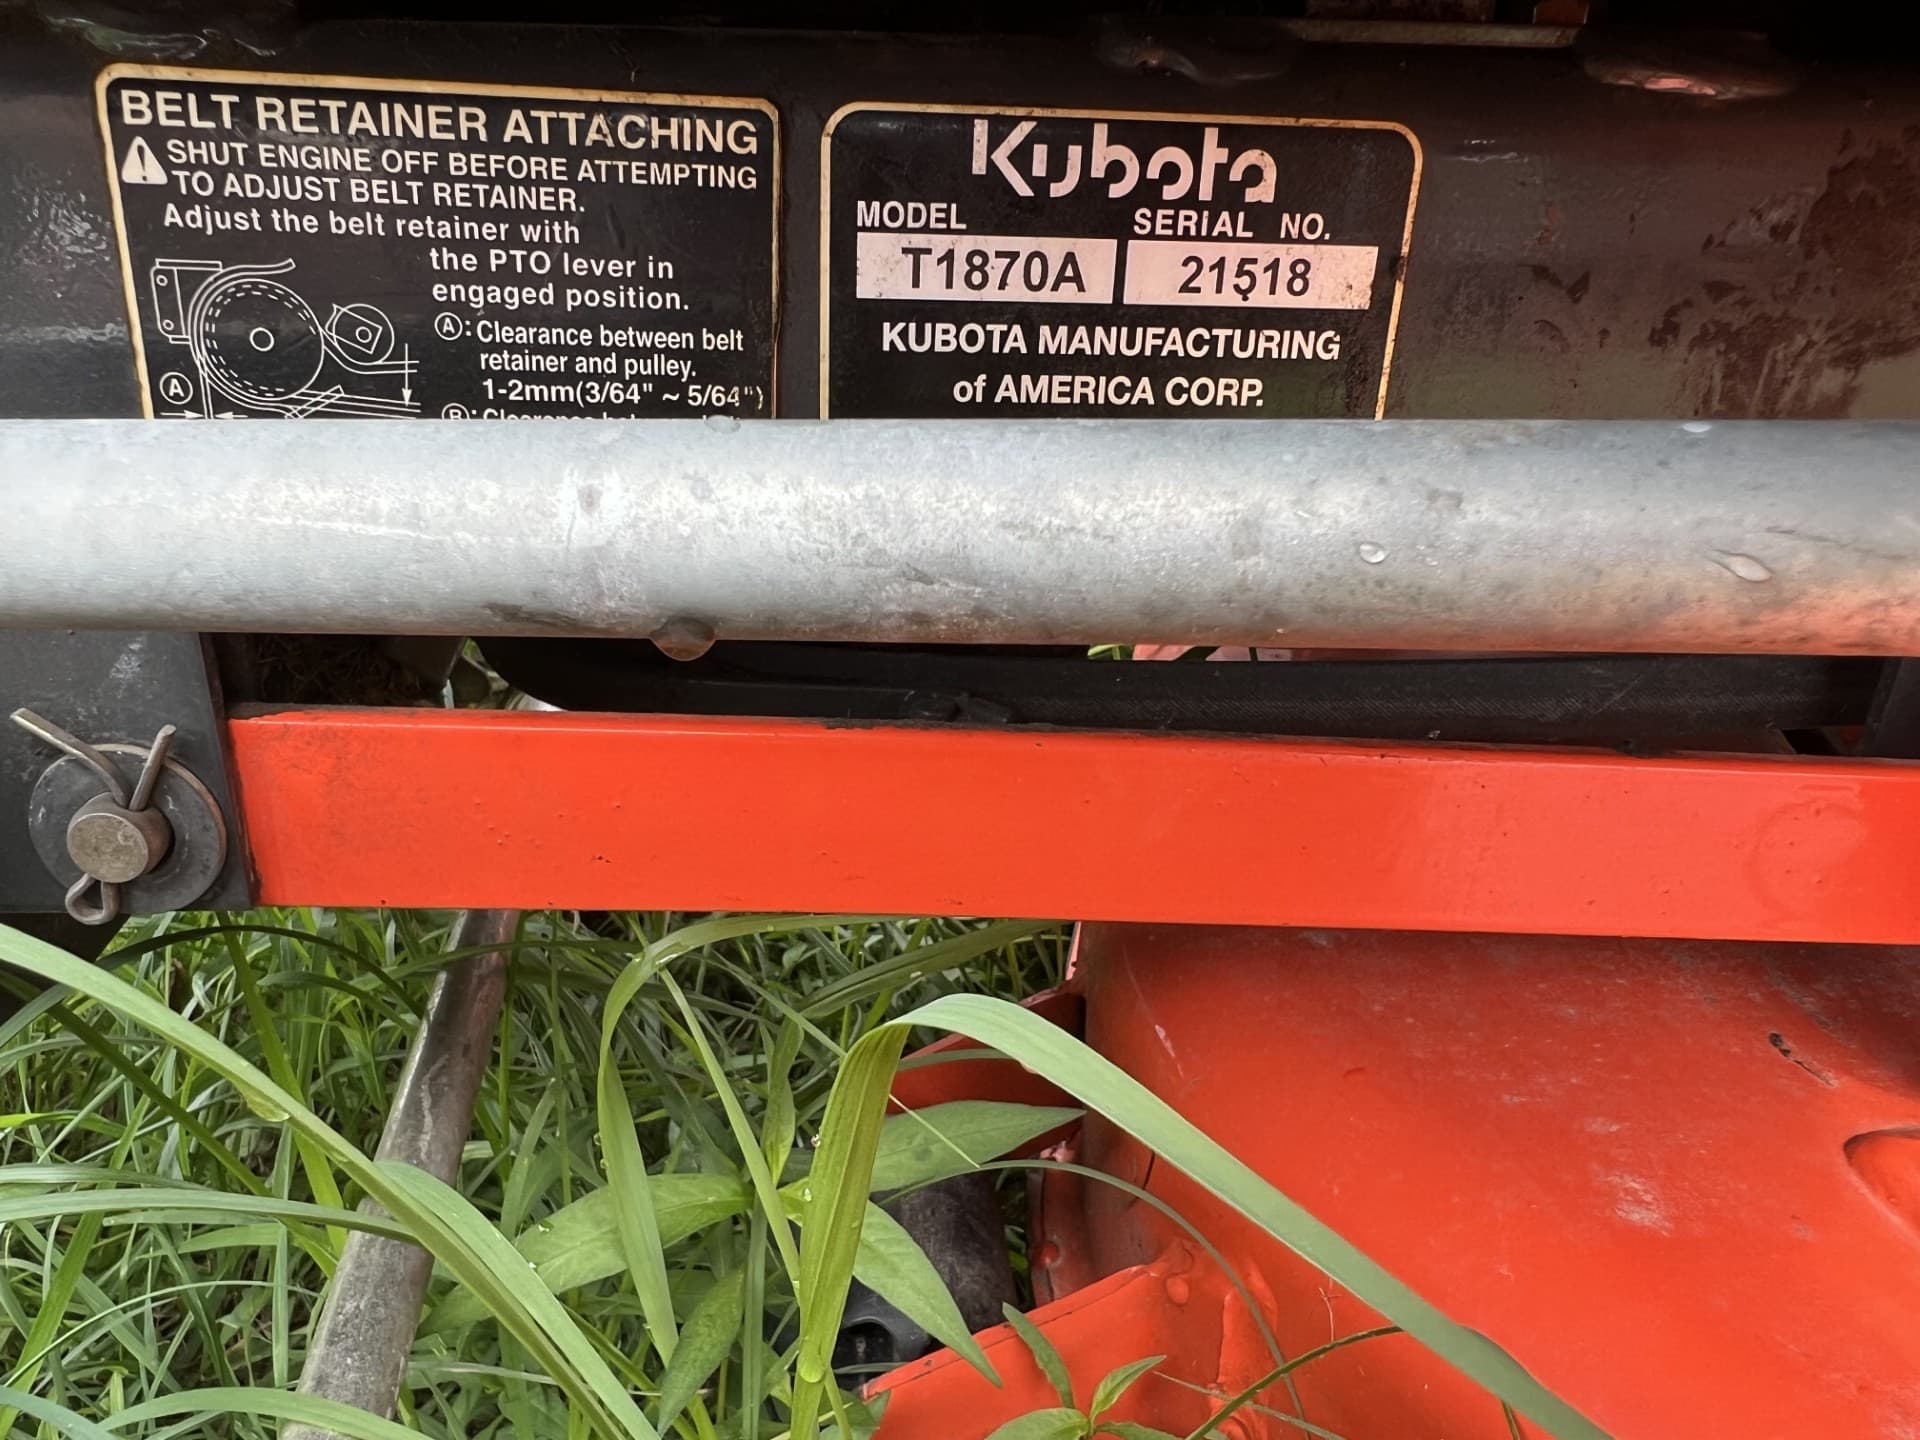 BELT RETAINER ATTACHING
SHUT ENGINE OFF BEFORE ATTEMPTING
TO ADJUST BELT RETAINER.
Adjust the belt retainer with
the PTO lever in
engaged position.
Ⓐ: Clearance between belt
retainer and pulley.
1-2mm(3/64" ~ 5/64")
Ⓑ: Clearance
A
Kubota
MODEL SERIAL NO.
T1870A 21518
KUBOTA MANUFACTURING
of AMERICA CORP.